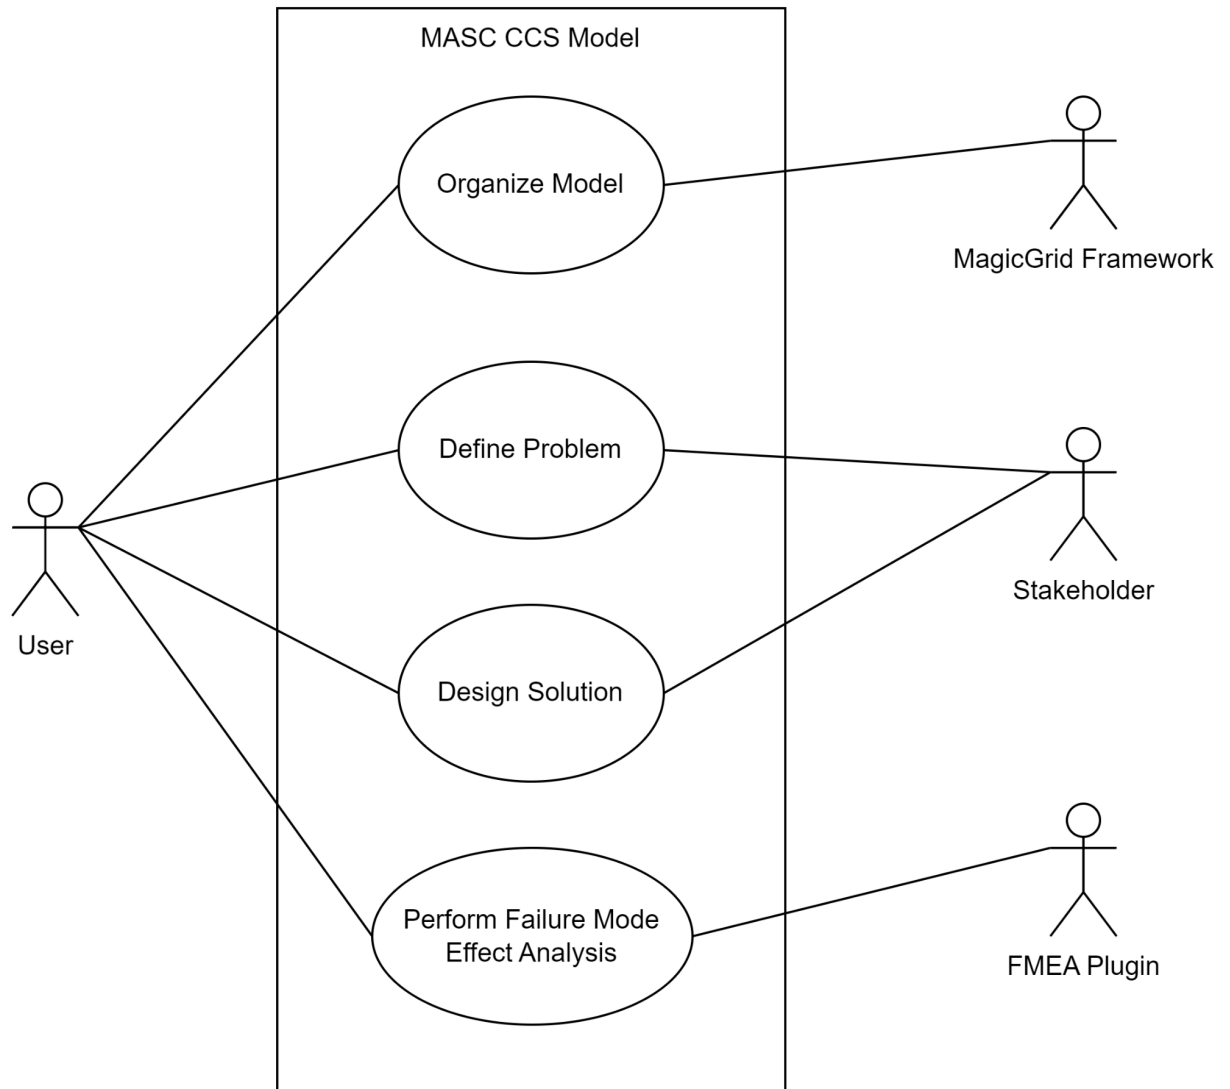 MASC CCS Model
Organize Model
MagicGrid Framework
Define Problem
Stakeholder
User
Design Solution
Perform Failure Mode
Effect Analysis
FMEA Plugin